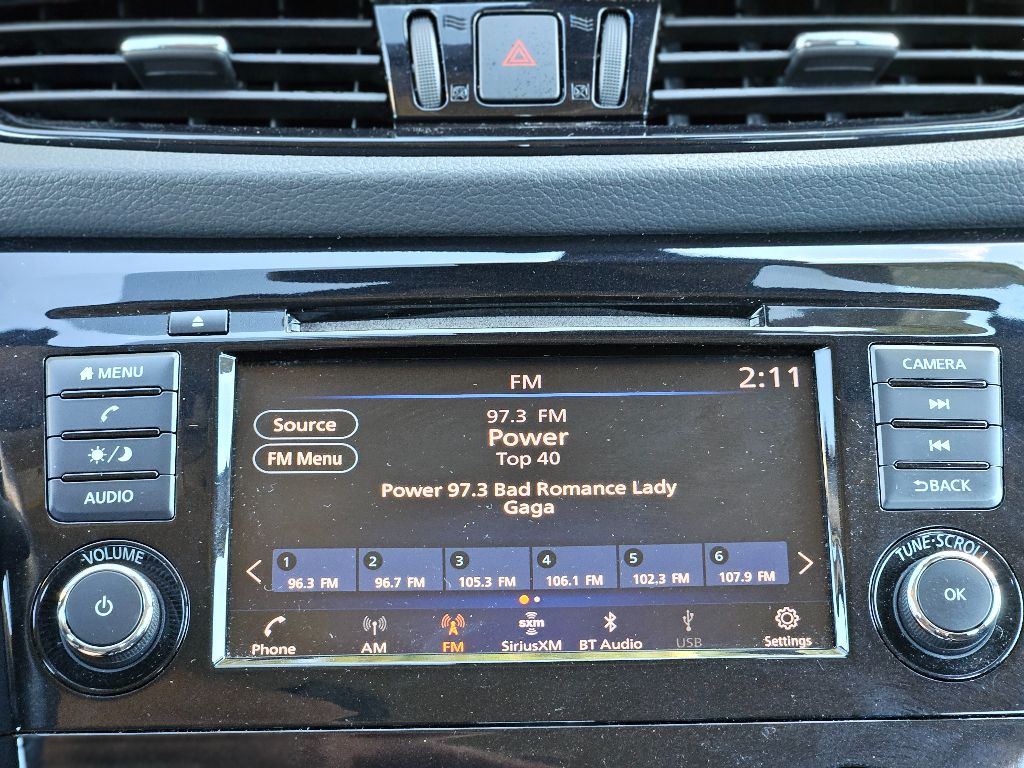 MENU
AUDIO
VOLUME
FM
2:11
Source
FM Menu
97.3 FM
Power
Top 40
Power 97.3 Bad Romance Lady
Gaga
1
96.3 FM
2
96.7 FM
3
105.3 FM
4
106.1 FM
5
102.3 FM
6
107.9 FM
Phone
AM
FM
sxm
SiriusXM
BT Audio
USB
Settings
CAMERA
BACK
TUNE·SCROLL
OK